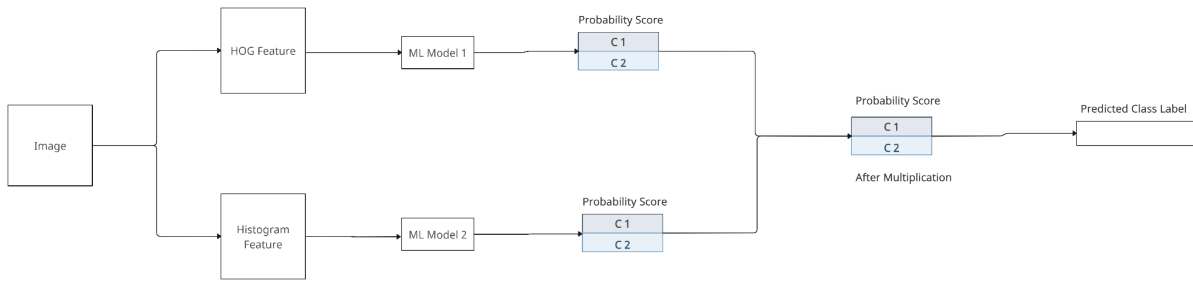 Image
HOG Feature
ML Model 1
Probability Score
C 1
C 2
Histogram
Feature
ML Model 2
Probability Score
C 1
C 2
Probability Score
C 1
C 2
After Multiplication
Predicted Class Label